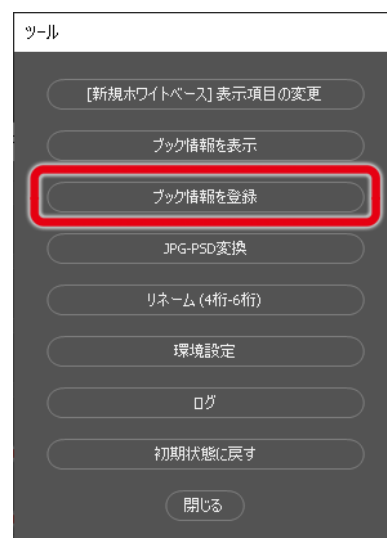 ツール
[新規ホワイトベース] 表示項目の変更
ブック情報を表示
ブック情報を登録
JPG-PSD変換
リネーム (4桁-6桁)
環境設定
ログ
初期状態に戻す
閉じる